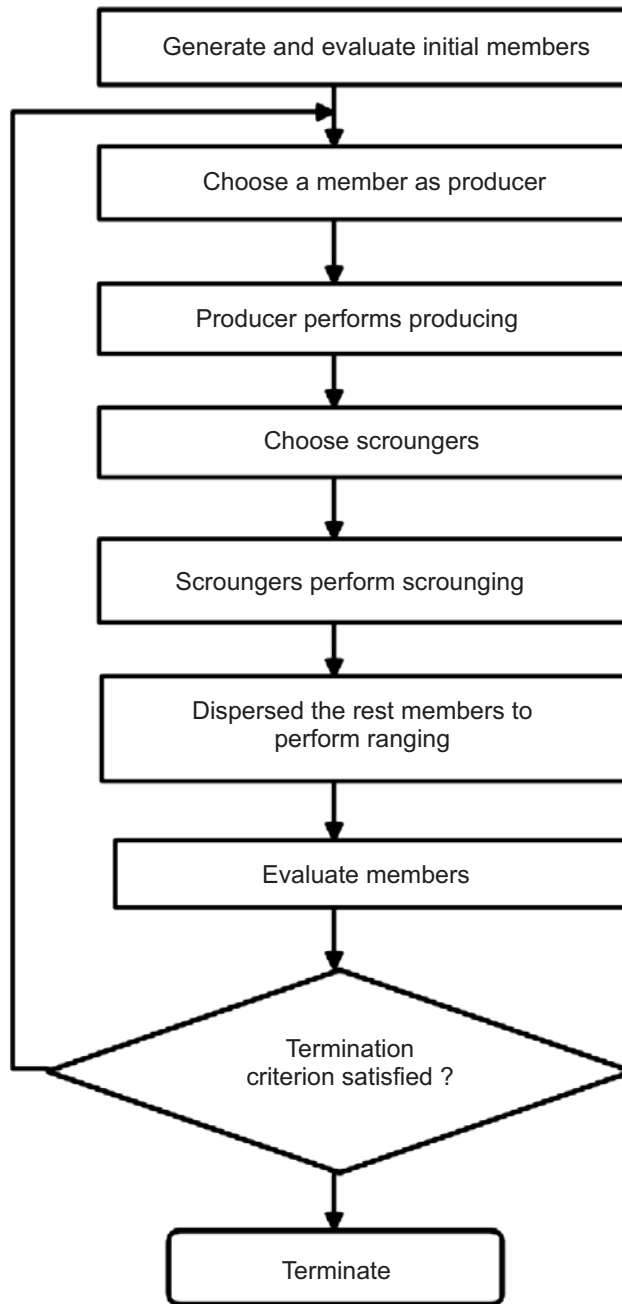 Generate and evaluate initial members
Choose a member as producer
Producer performs producing
Choose scroungers
Scroungers perform scrounging
Dispersed the rest members to
perform ranging
Evaluate members
Termination
criterion satisfied ?
Terminate